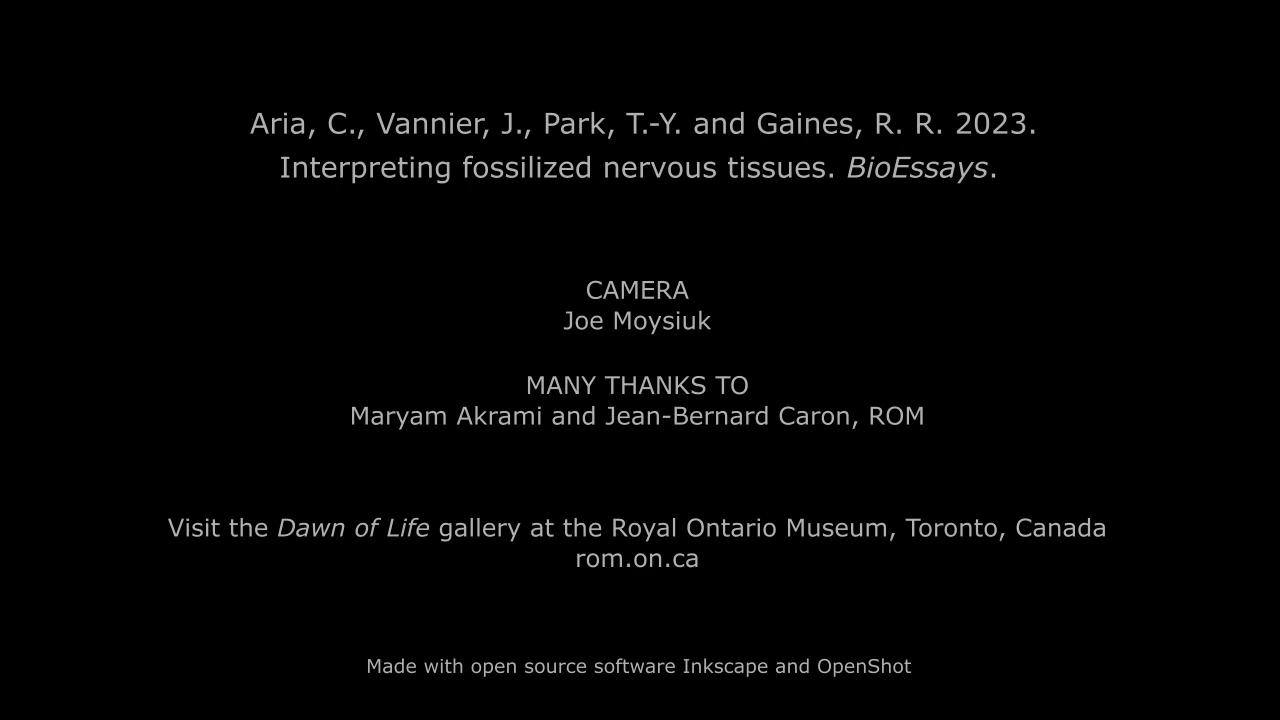 Aria, C., Vannier, J., Park, T.-Y. and Gaines, R. R. 2023.
Interpreting fossilized nervous tissues. BioEssays.
CAMERA
Joe Moysiuk
MANY THANKS TO
Maryam Akrami and Jean-Bernard Caron, ROM
Visit the Dawn of Life gallery at the Royal Ontario Museum, Toronto, Canada
rom.on.ca
Made with open source software Inkscape and OpenShot